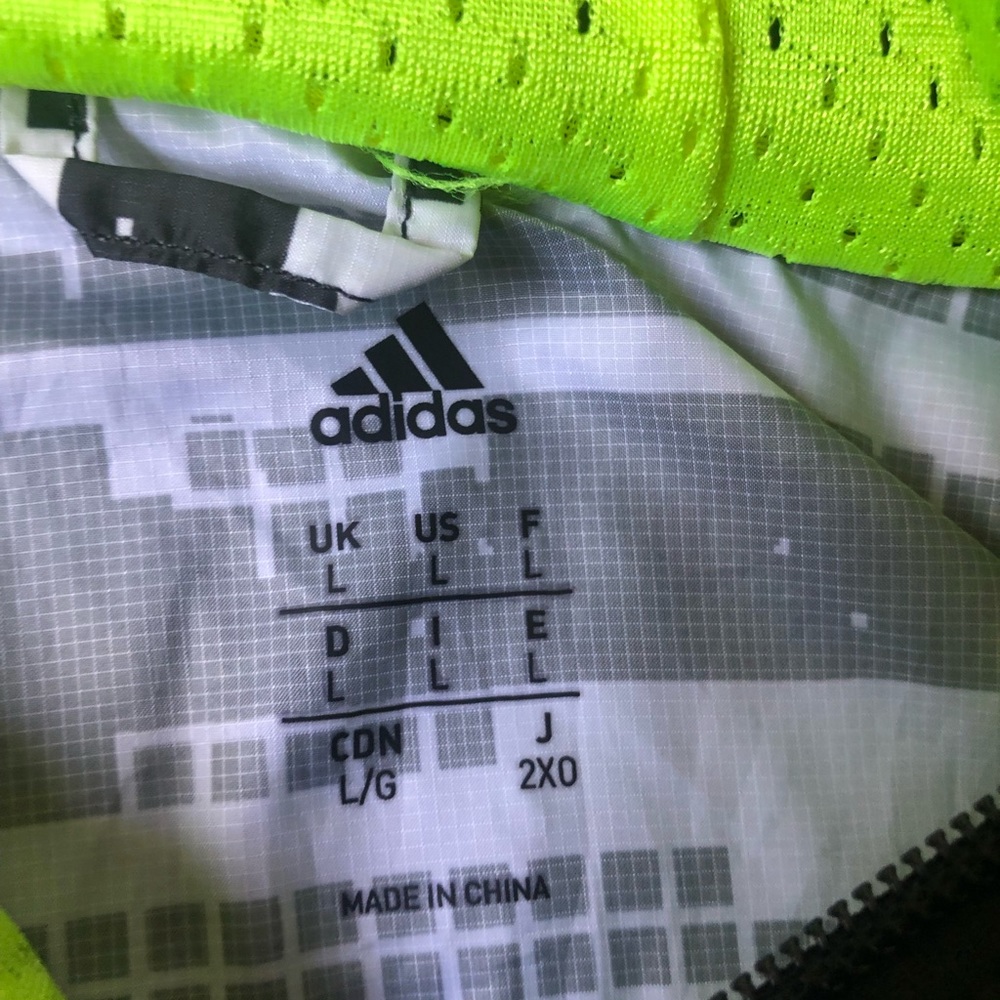 adidas
UK US F
L L L
D I E
L L L
CDN J
L/G 2XO
MADE IN CHINA